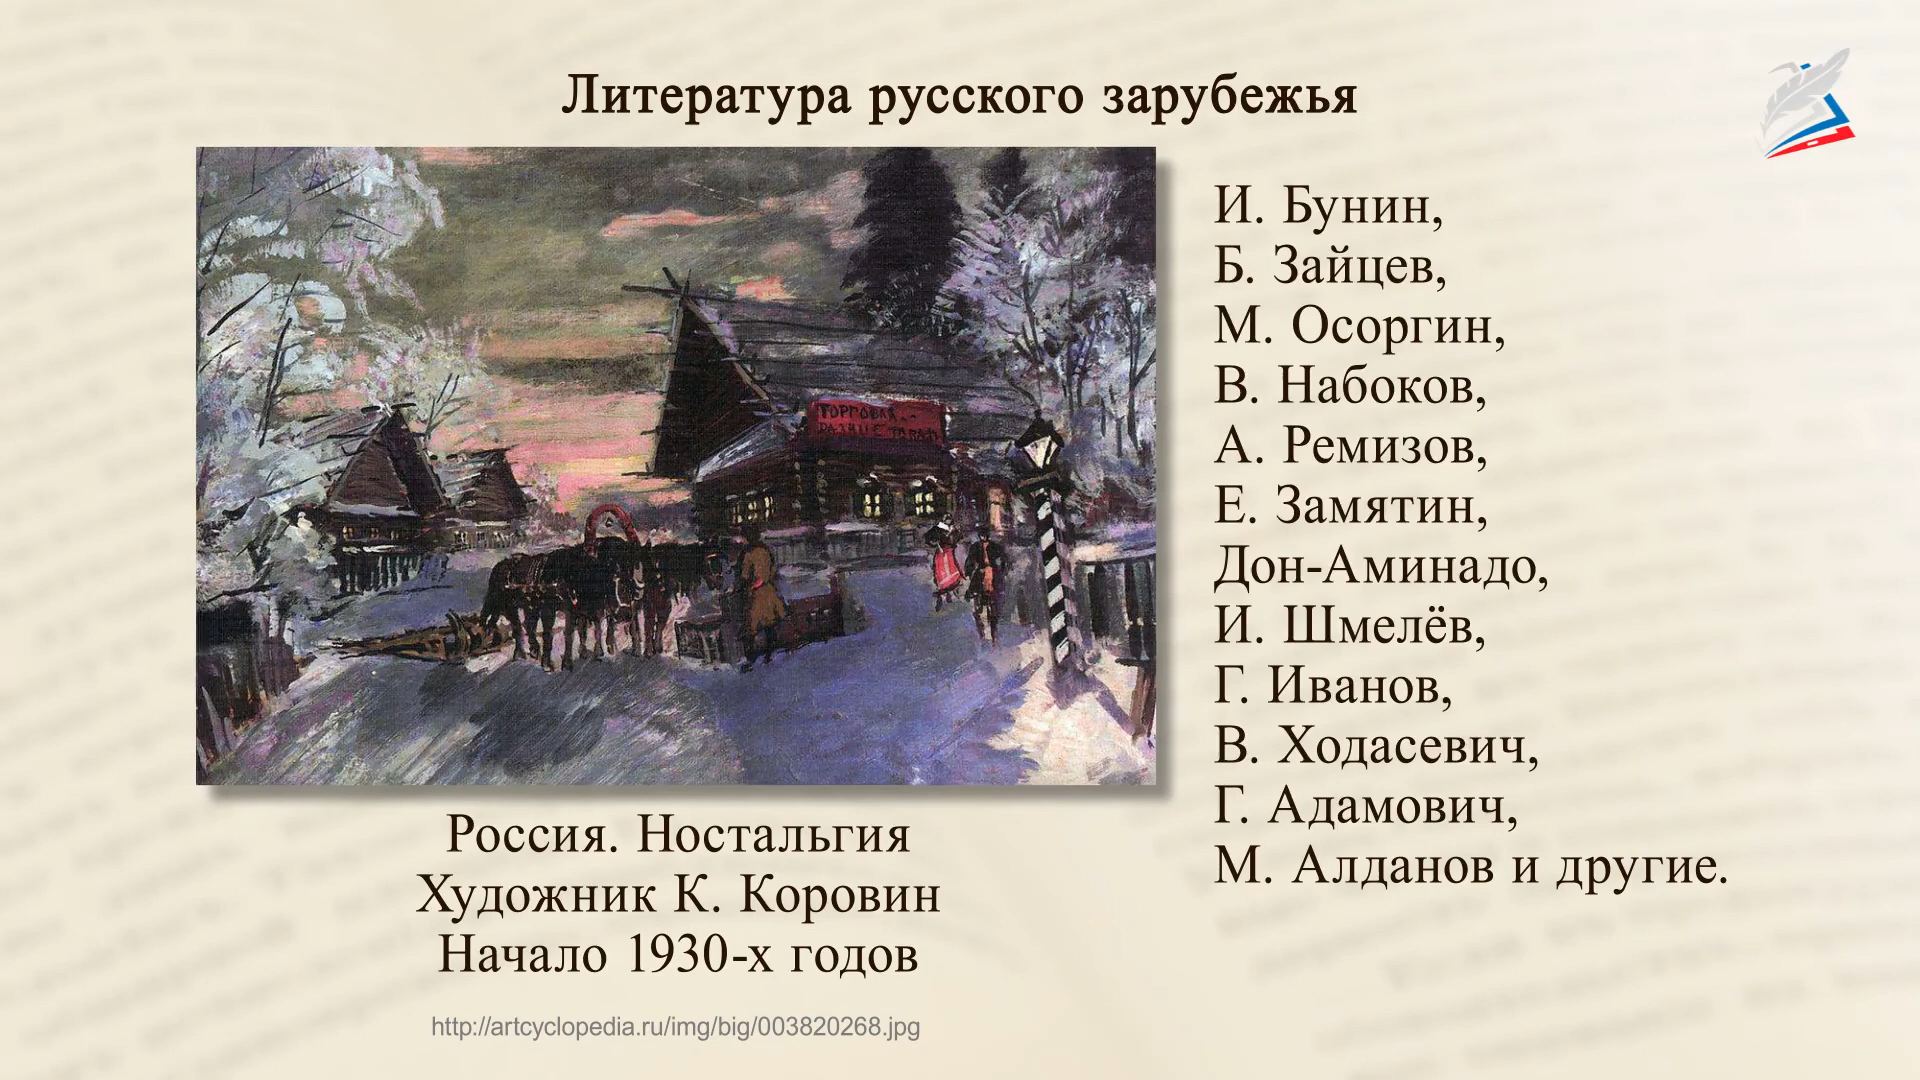 Литература русского зарубежья
ТОРГОВЛЯ
И. Бунин,
Б. Зайцев,
М. Осоргин,
В. Набоков,
А. Ремизов,
Е. Замятин,
Дон-Аминадо,
И. Шмелёв,
Г. Иванов,
В. Ходасевич,
Г. Адамович,
М. Алданов и другие.
Россия. Ностальгия
Художник К. Коровин
Начало 1930-х годов
http://artcyclopedia.ru/img/big/003820268.jpg